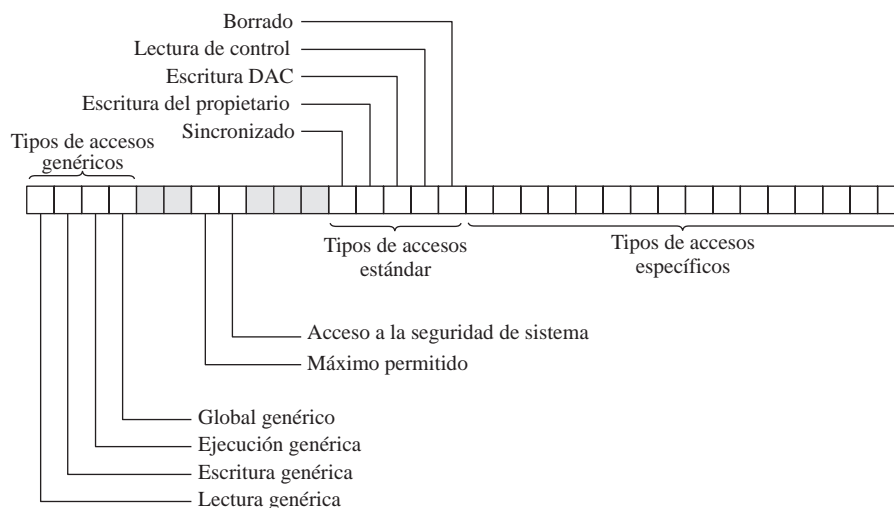 Borrado
Lectura de control
Escritura DAC
Escritura del propietario
Sincronizado
Tipos de accesos
genéricos
Tipos de accesos
estándar
Tipos de accesos
específicos
Acceso a la seguridad de sistema
Máximo permitido
Global genérico
Ejecución genérica
Escritura genérica
Lectura genérica